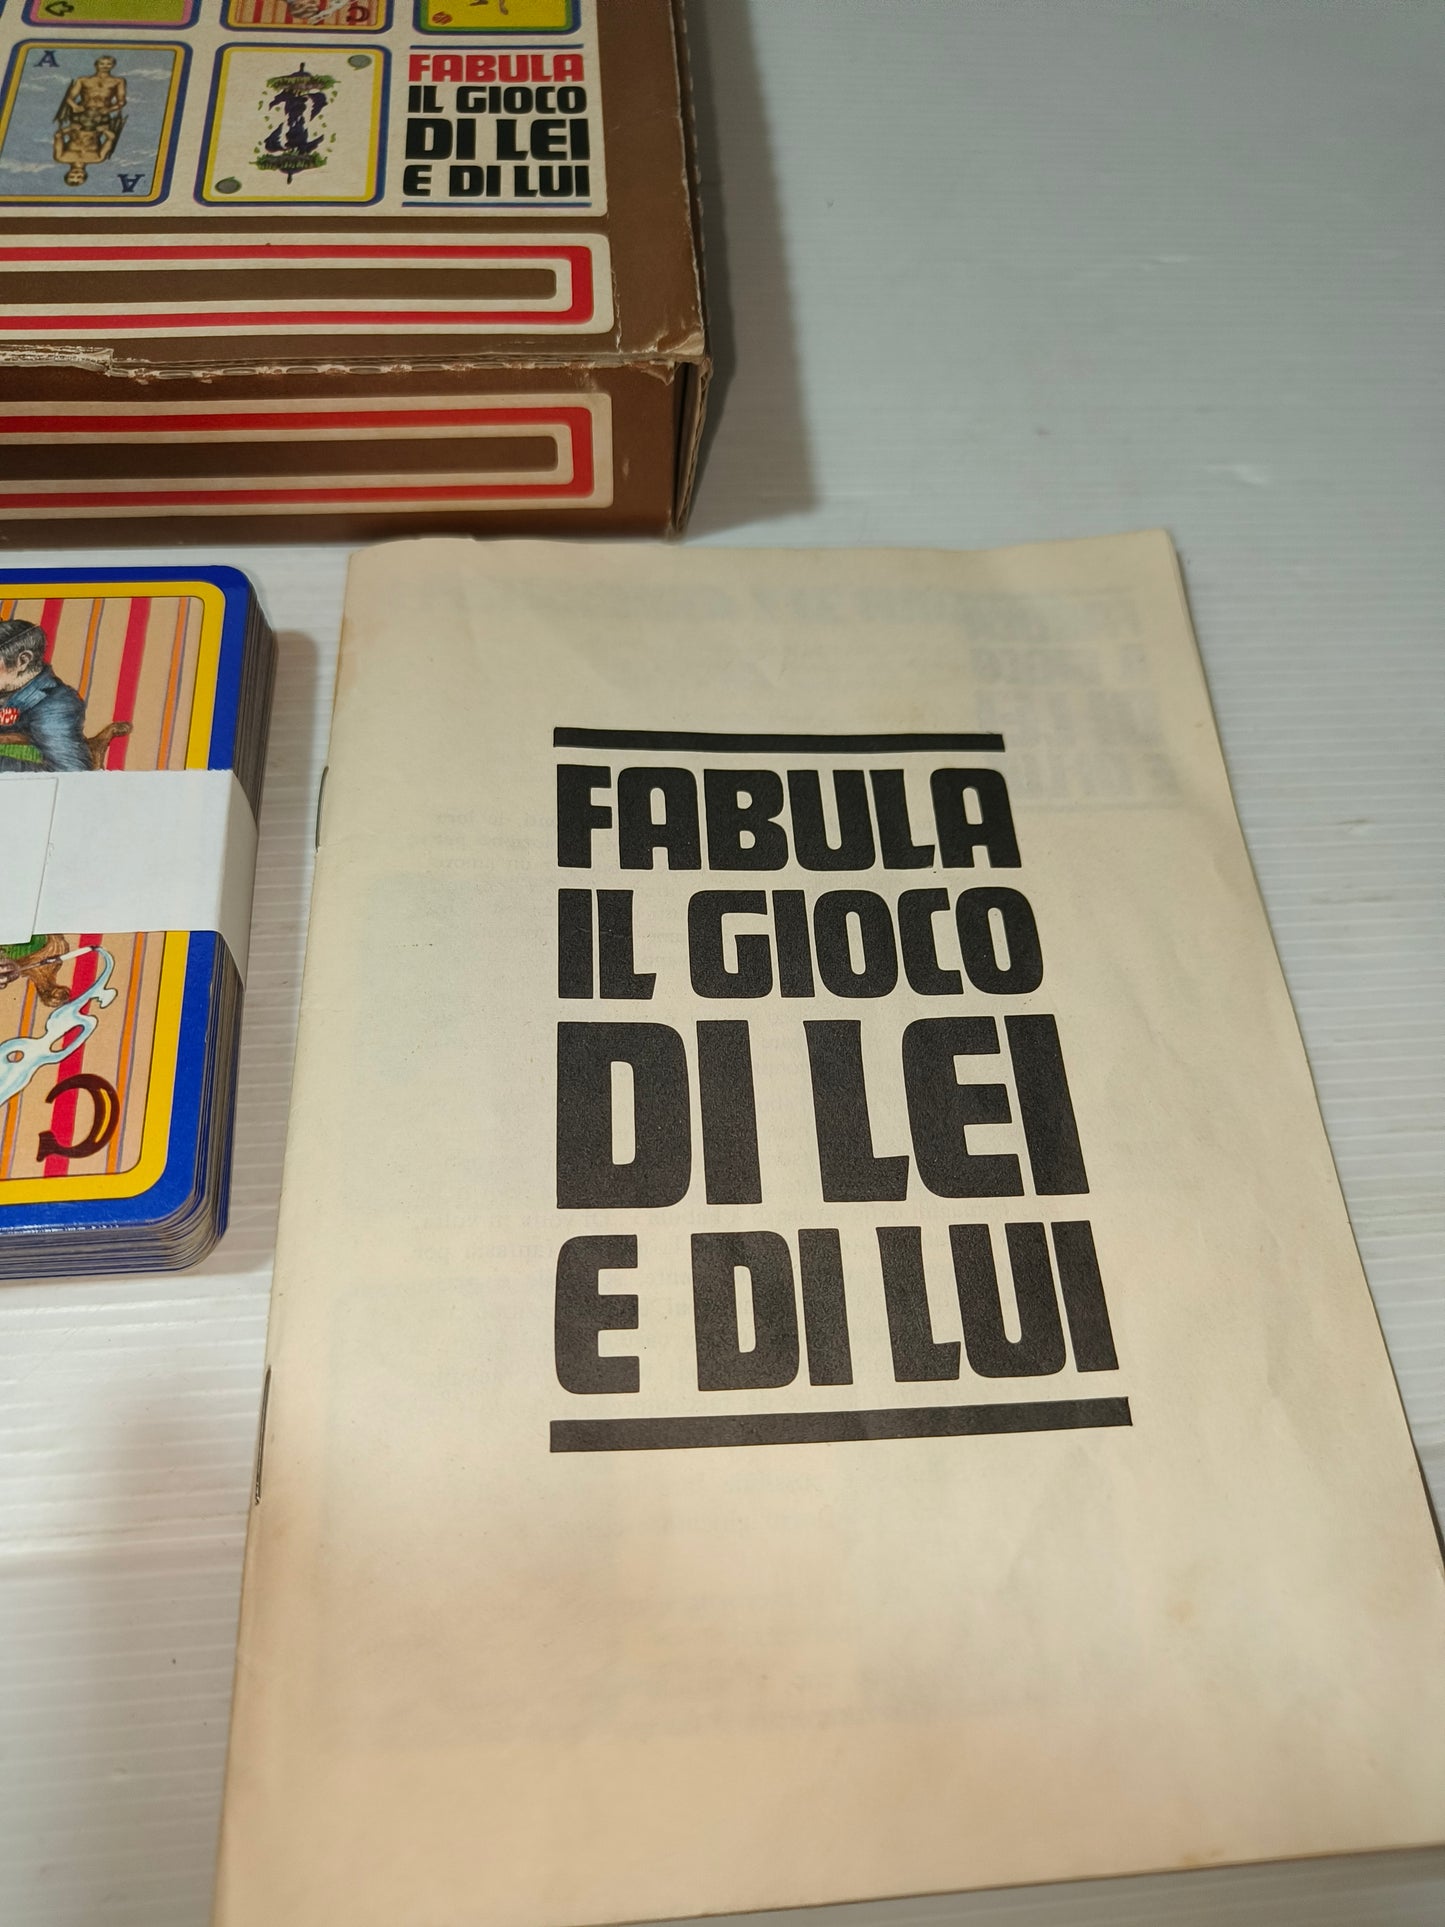 A
A
FABULA
IL GIOCO
DI LEI
E DI LUI
FABULA
IL GIOCO
DI LEI
E DI LUI